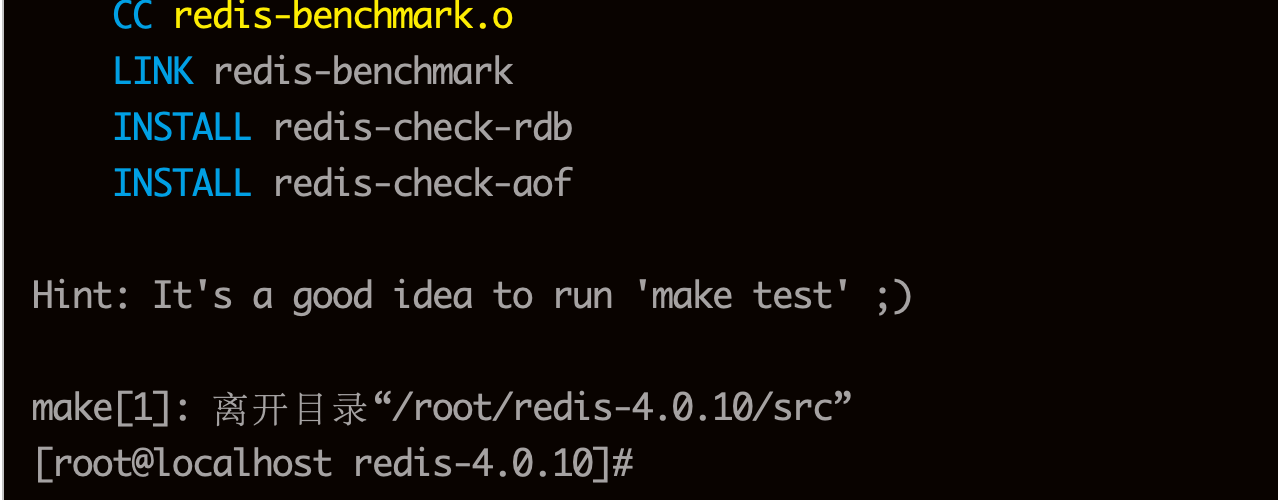 CC redis-benchmark.o
LINK redis-benchmark
INSTALL redis-check-rdb
INSTALL redis-check-aof
Hint: It's a good idea to run 'make test' ;)
make[1]: 离开目录“/root/redis-4.0.10/src”
[root@localhost redis-4.0.10]#